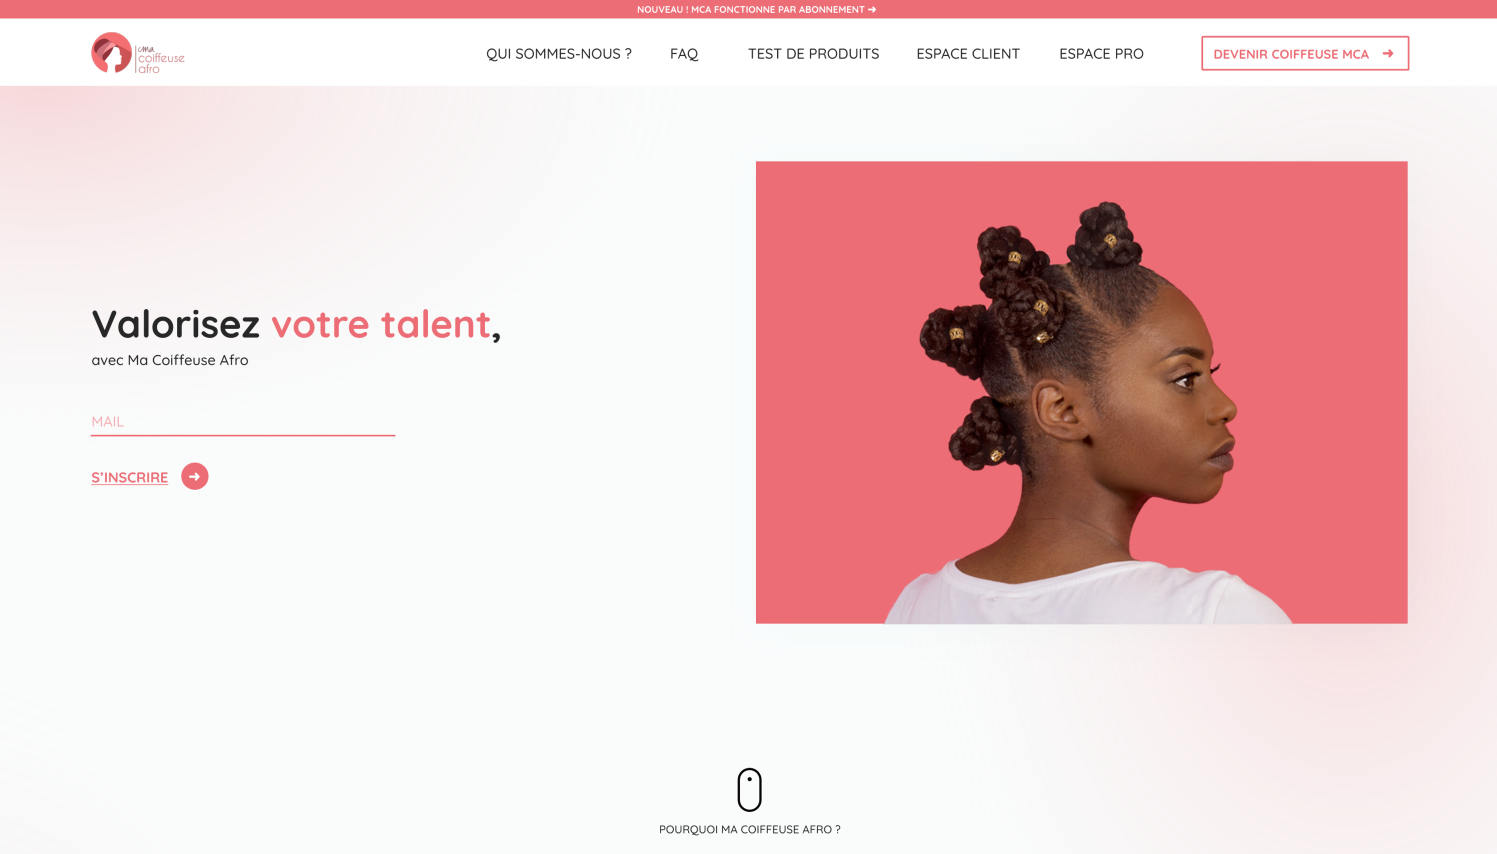 NOUVEAU ! MCA FONCTIONNE PAR ABONNEMENT ➔
ma
coiffeuse
afro
QUI SOMMES-NOUS ?
FAQ
TEST DE PRODUITS
ESPACE CLIENT
ESPACE PRO
DEVENIR COIFFEUSE MCA ➔
Valorisez votre talent,
avec Ma Coiffeuse Afro
MAIL
S'INSCRIRE ➔
POURQUOI MA COIFFEUSE AFRO ?